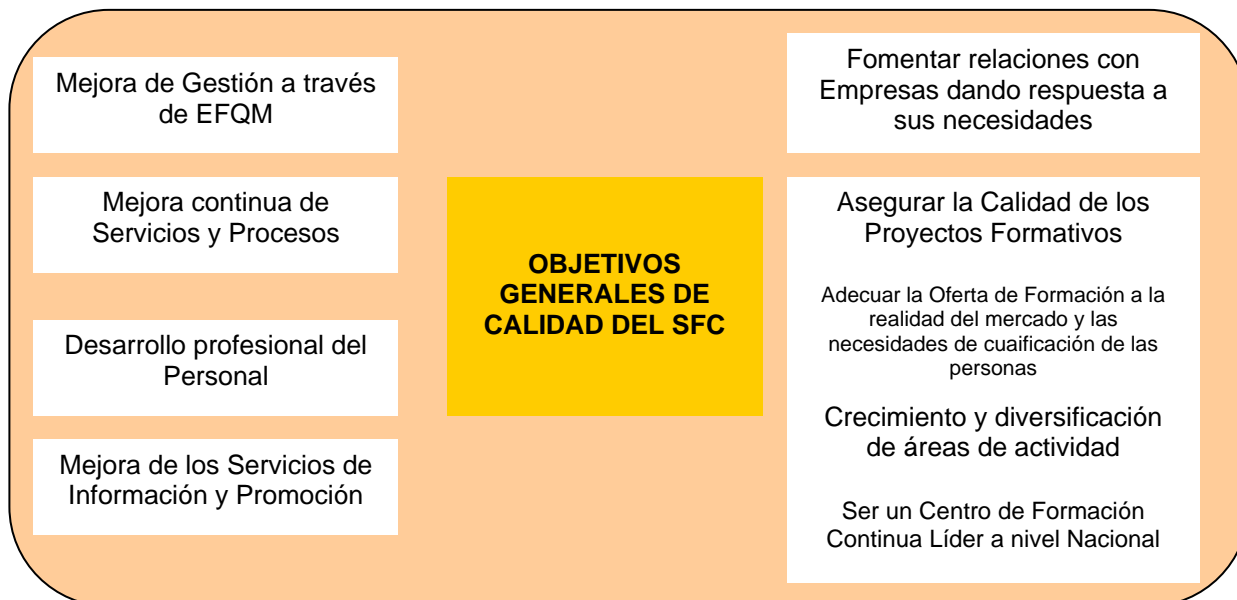 Mejora de Gestión a través
de EFQM
Mejora continua de
Servicios y Procesos
Desarrollo profesional del
Personal
Mejora de los Servicios de
Información y Promoción
OBJETIVOS
GENERALES DE
CALIDAD DEL SFC
Fomentar relaciones con
Empresas dando respuesta a
sus necesidades
Asegurar la Calidad de los
Proyectos Formativos
Adecuar la Oferta de Formación a la
realidad del mercado y las
necesidades de cuaificación de las
personas
Crecimiento y diversificación
de áreas de actividad
Ser un Centro de Formación
Continua Líder a nivel Nacional